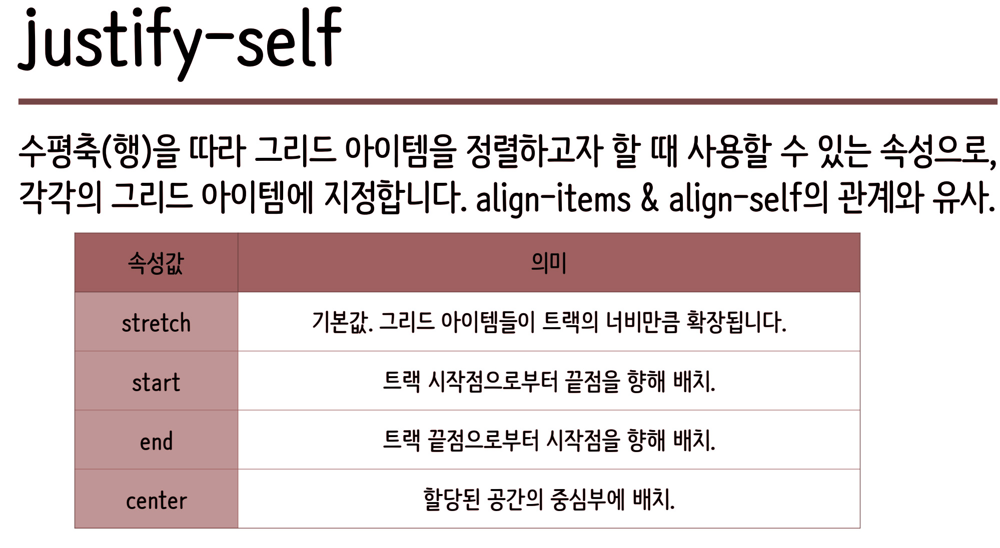 justify-self
수평축(행)을 따라 그리드 아이템을 정렬하고자 할 때 사용할 수 있는 속성으로,
각각의 그리드 아이템에 지정합니다. align-items & align-self의 관계와 유사.
속성값 의미
stretch 기본값. 그리드 아이템들이 트랙의 너비만큼 확장됩니다.
start 트랙 시작점으로부터 끝점을 향해 배치.
end 트랙 끝점으로부터 시작점을 향해 배치.
center 할당된 공간의 중심부에 배치.